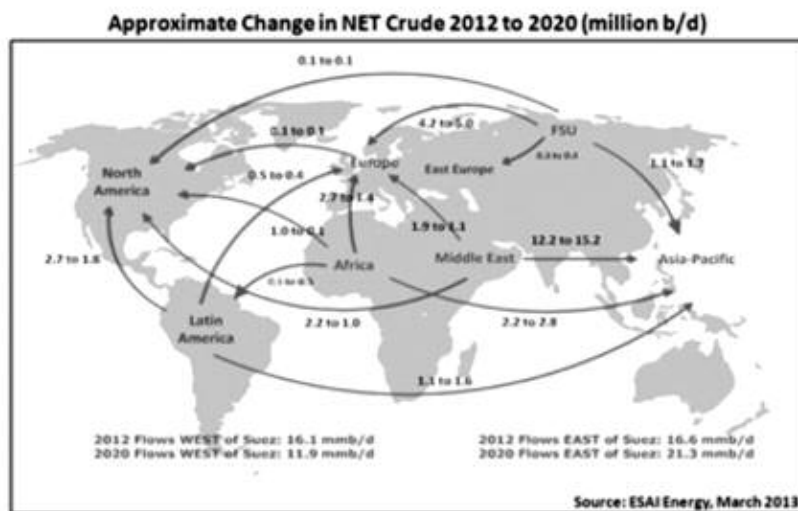 Approximate Change in NET Crude 2012 to 2020 (million b/d)
0.1 to 0.1
4.2 to 5.0
FSU
0.1 to 0.1
Europe
East Europe
1.1 to 1.7
North
America
0.5 to 0.4
2.7 to 1.4
1.9 to 1.1
12.2 to 15.2
1.0 to 0.1
2.7 to 1.8
Africa
Middle East
Asia-Pacific
Latin
America
2.2 to 1.0
2.2 to 2.8
1.1 to 1.6
2012 Flows WEST of Suez: 16.1 mmb/d
2020 Flows WEST of Suez: 11.9 mmb/d
2012 Flows EAST of Suez: 16.6 mmb/d
2020 Flows EAST of Suez: 21.3 mmb/d
Source: ESAI Energy, March 2013